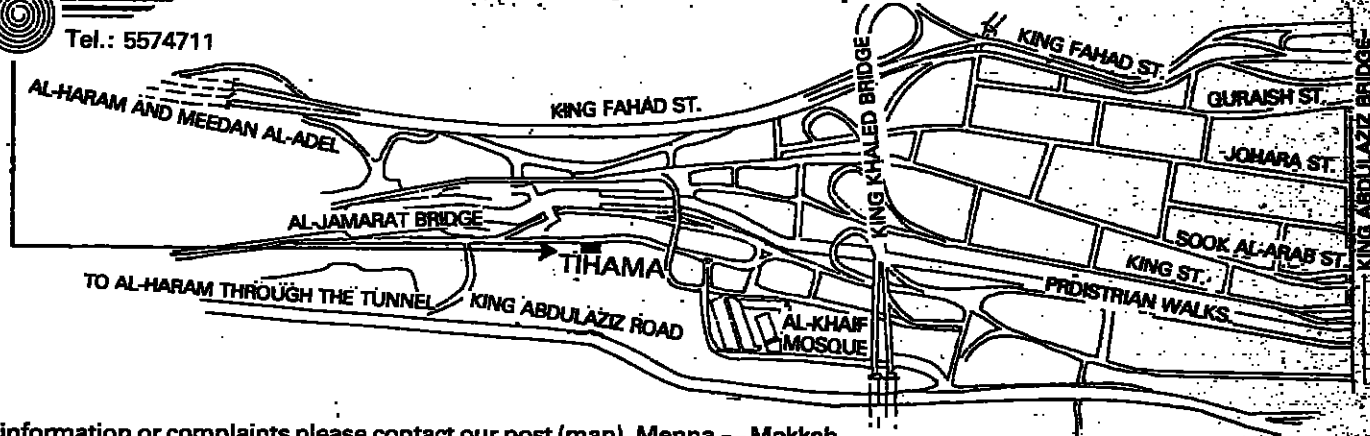 Tel.: 5574711
AL-HARAM AND MEEDAN AL-ADEL
KING FAHAD ST.
KING KHALED BRIDGE
KING FAHAD ST.
QURAISH ST.
JOHARA ST.
KING ABDULAZIZ BRIDGE
AL-JAMARAT BRIDGE
SOOK AL-ARAB ST.
TIHAMA
KING ST.
TO AL-HARAM THROUGH THE TUNNEL
KING ABDULAZIZ ROAD
PRDISTRIAN WALKS
AL-KHAIF
MOSQUE
information or complaints please contact our post (map) Menna – Makkah